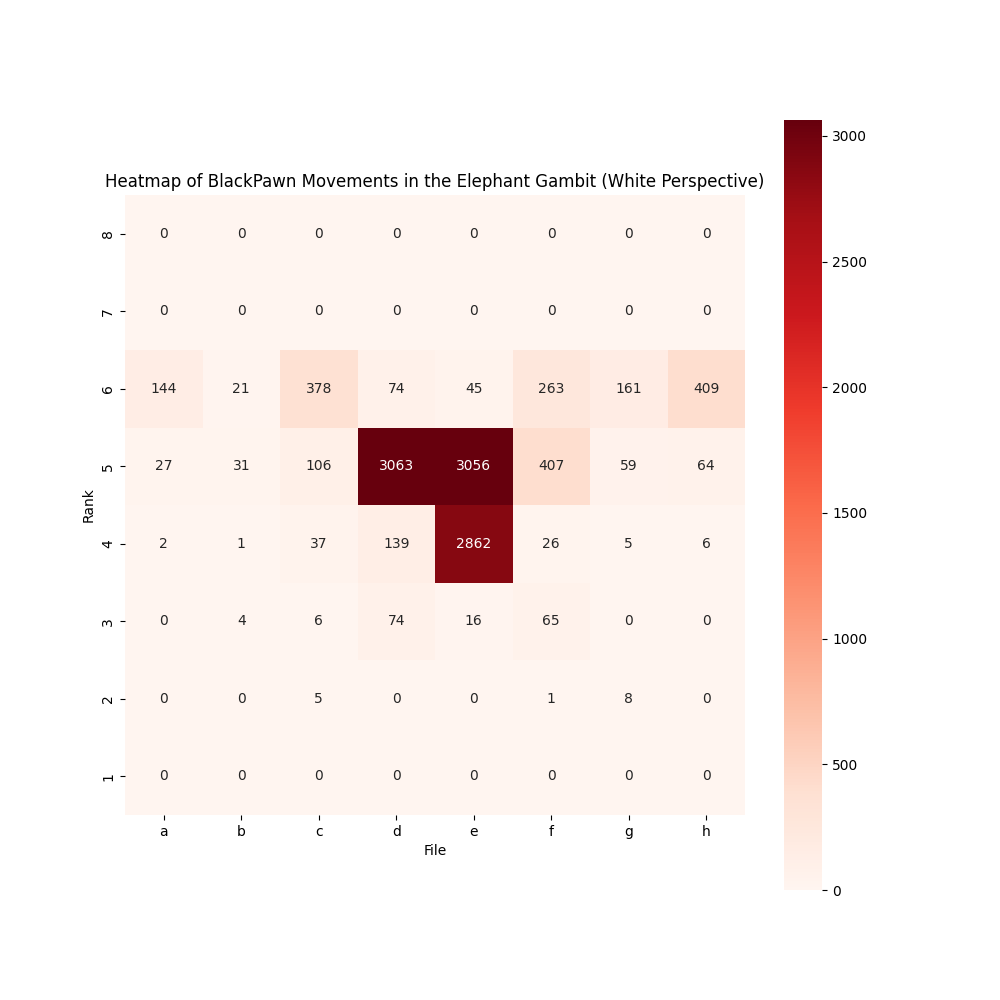 Heatmap of BlackPawn Movements in the Elephant Gambit (White Perspective)
8 0 0 0 0 0 0 0 0
7 0 0 0 0 0 0 0 0
6 144 21 378 74 45 263 161 409
5 27 31 106 3063 3056 407 59 64
4 2 1 37 139 2862 26 5 6
3 0 4 6 74 16 65 0 0
2 0 0 5 0 0 1 8 0
1 0 0 0 0 0 0 0 0
a b c d e f g h
File
Rank
3000
2500
2000
1500
1000
500
0